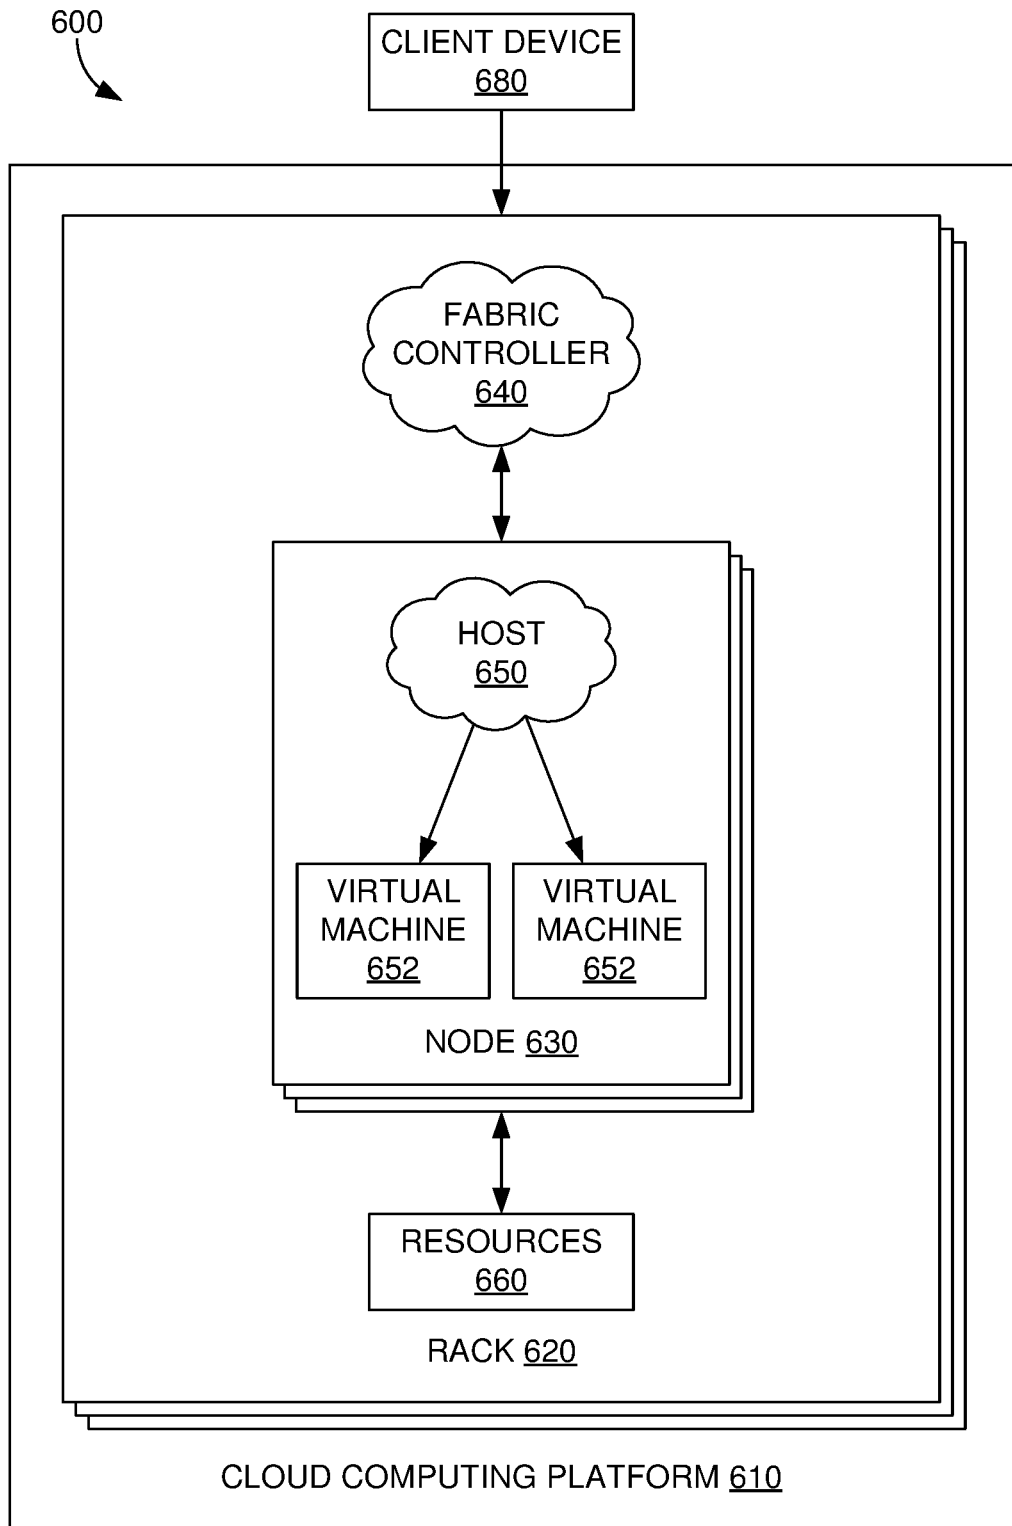 600
CLIENT DEVICE
680
FABRIC
CONTROLLER
640
HOST
650
VIRTUAL
MACHINE
652
VIRTUAL
MACHINE
652
NODE 630
RESOURCES
660
RACK 620
CLOUD COMPUTING PLATFORM 610